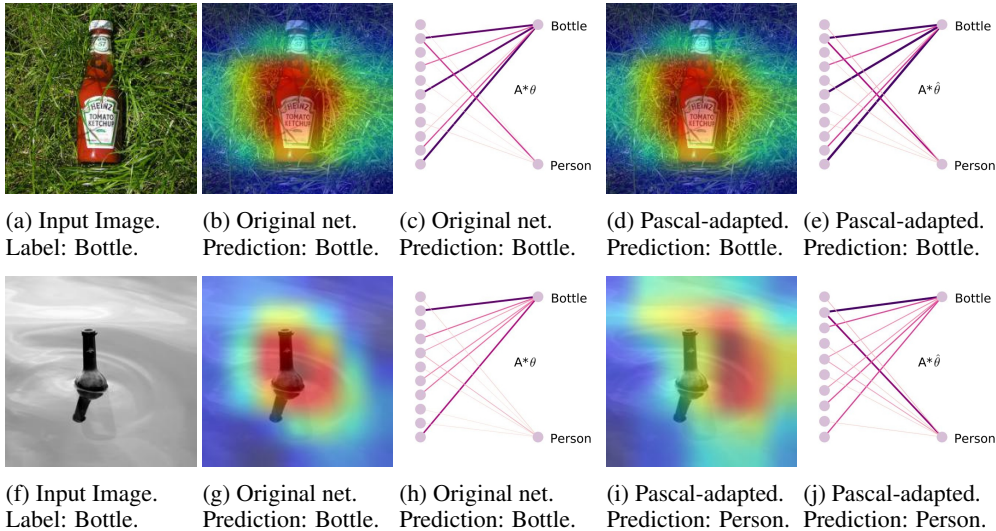 57
HEINZ
TOMATO
KETCHUP
Bottle
A*θ
Person
Bottle
A*θ̂
Person
(a) Input Image.
Label: Bottle.
(b) Original net.
Prediction: Bottle.
(c) Original net.
Prediction: Bottle.
(d) Pascal-adapted.
Prediction: Bottle.
(e) Pascal-adapted.
Prediction: Bottle.
Bottle
A*θ
Person
Bottle
A*θ̂
Person
(f) Input Image.
Label: Bottle.
(g) Original net.
Prediction: Bottle.
(h) Original net.
Prediction: Bottle.
(i) Pascal-adapted.
Prediction: Person.
(j) Pascal-adapted.
Prediction: Person.